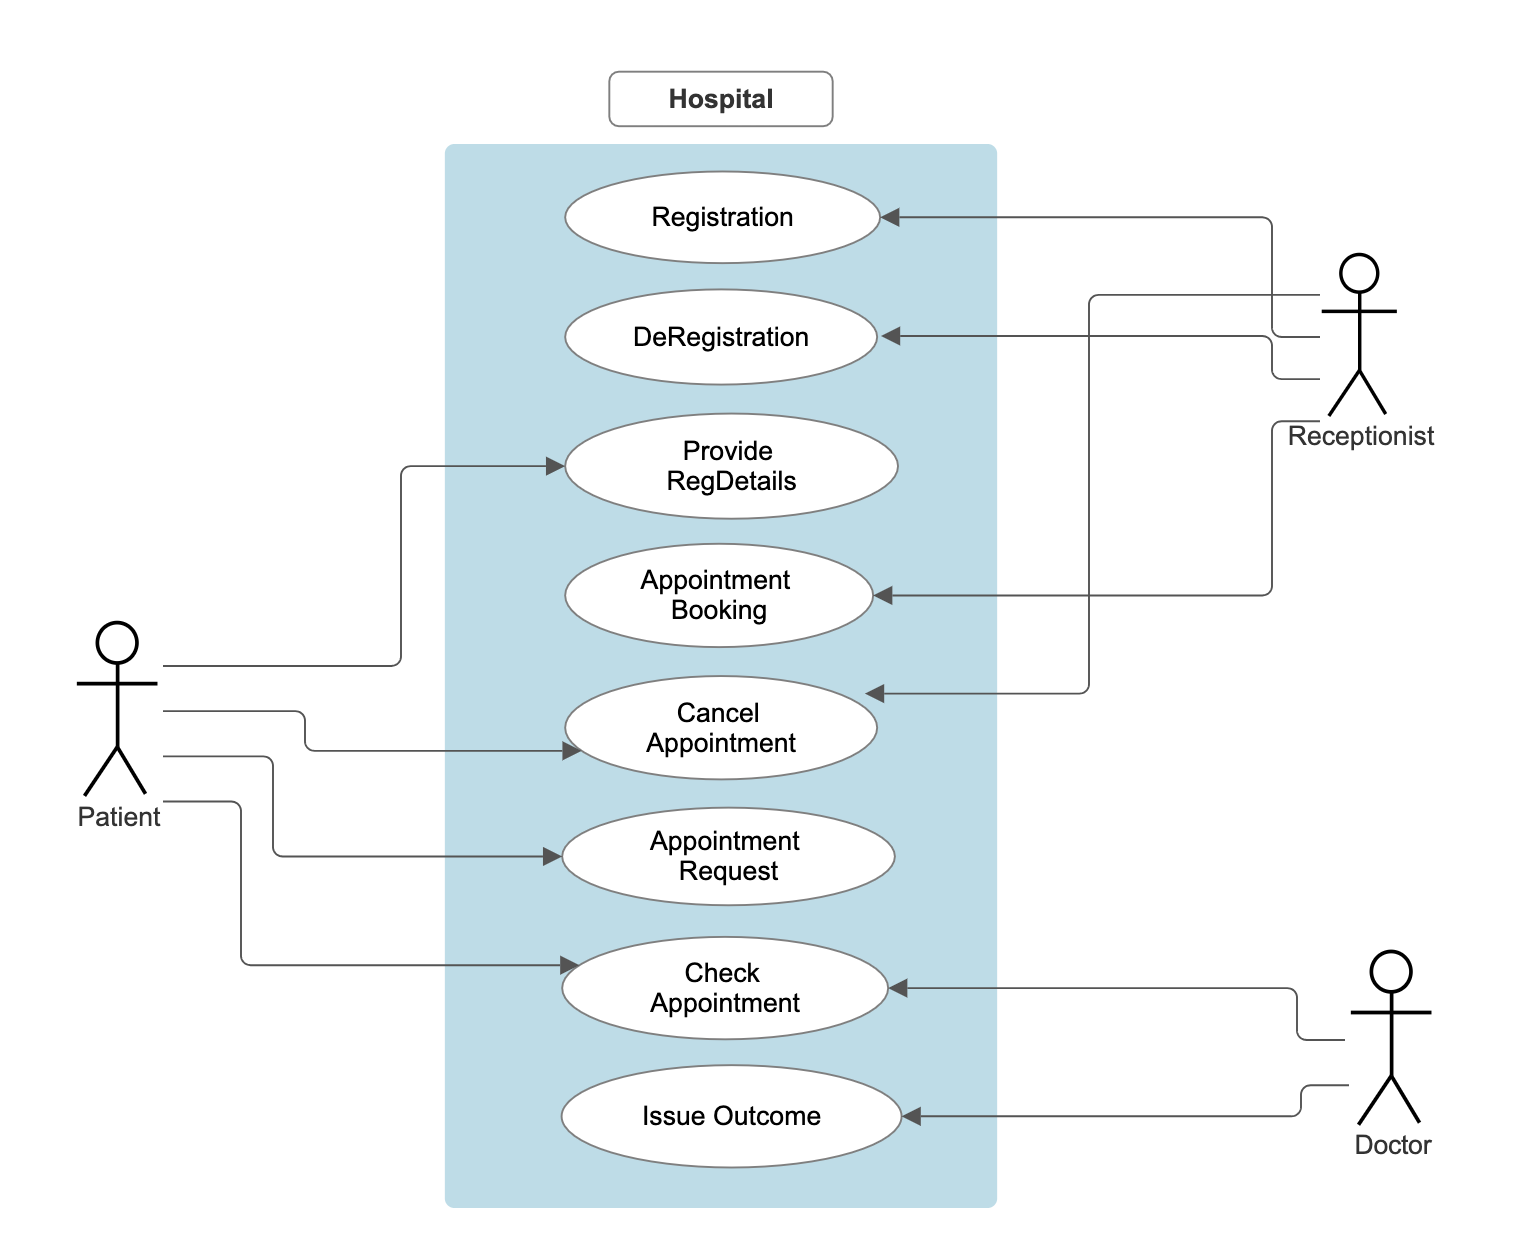 Hospital
Registration
DeRegistration
Provide
RegDetails
Appointment
Booking
Cancel
Appointment
Appointment
Request
Check
Appointment
Issue Outcome
Receptionist
Patient
Doctor